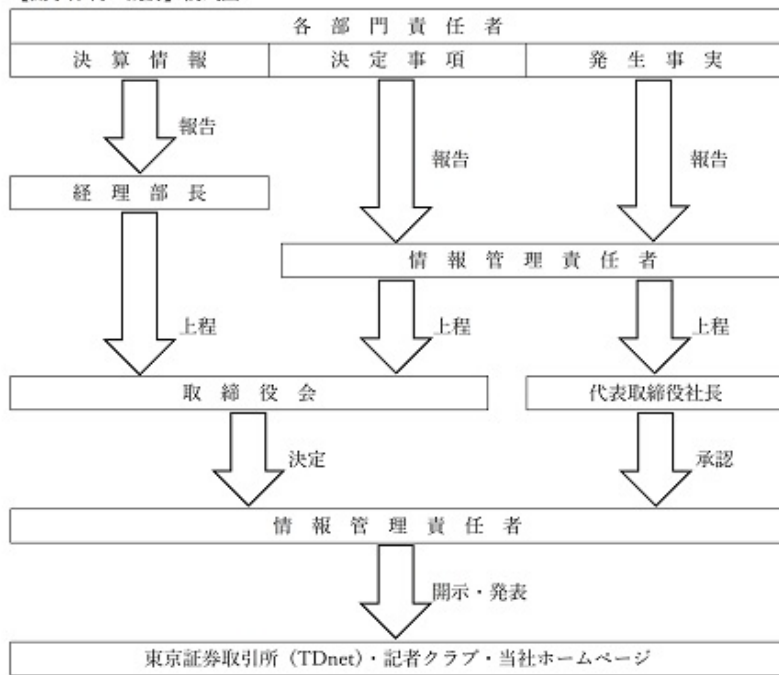 各部門責任者
決算情報 決定事項 発生事実
報告
報告 報告
経理部長
情報管理責任者
上程 上程 上程
取締役会 代表取締役社長
決定 承認
情報管理責任者
開示・発表
東京証券取引所（TDnet）・記者クラブ・当社ホームページ